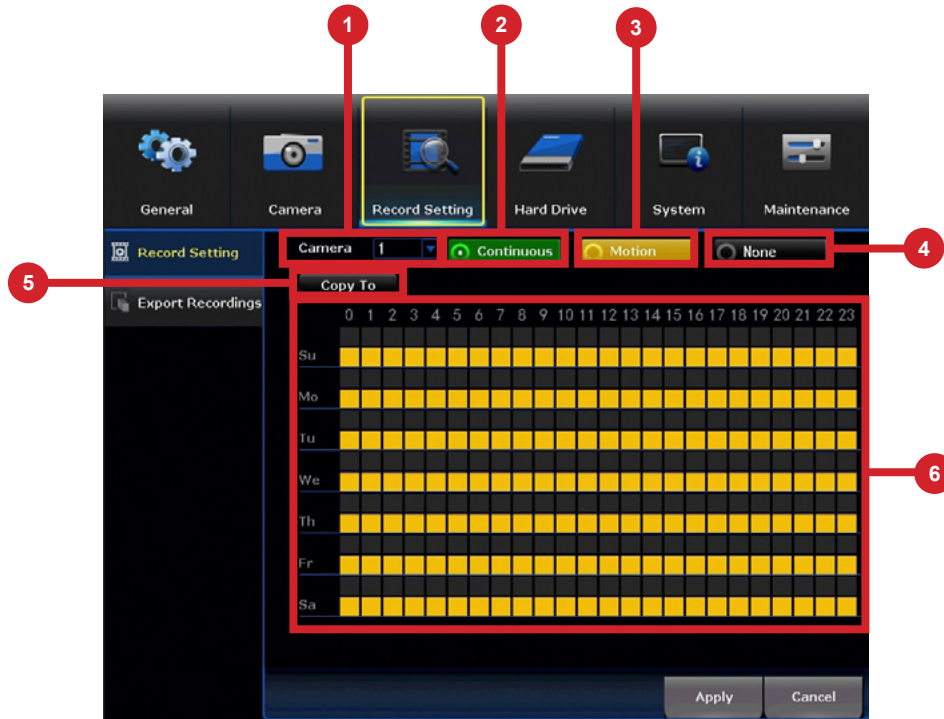 1 2 3
General Camera Record Setting Hard Drive System Maintenance
Record Setting Camera 1 Continuous Motion None 4
5 Copy To
Export Recordings
0 1 2 3 4 5 6 7 8 9 10 11 12 13 14 15 16 17 18 19 20 21 22 23
Su
Mo
Tu
We 6
Th
Fr
Sa
Apply Cancel